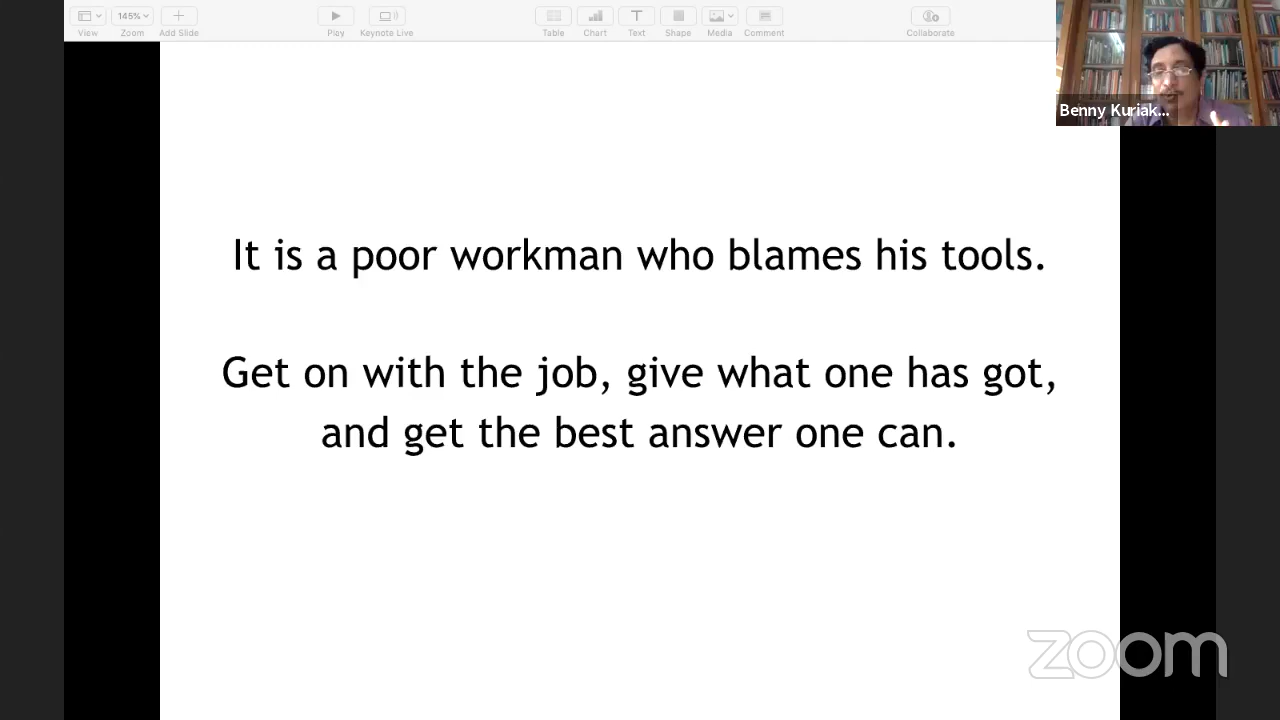 145%
View
Zoom
Add Slide
Play
Keynote Live
Table
Chart
Text
Shape
Media
Comment
Collaborate
Benny Kuriak...
It is a poor workman who blames his tools.
Get on with the job, give what one has got,
and get the best answer one can.
zoom